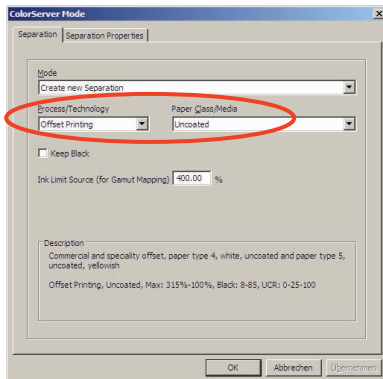 ColorServer Mode
Separation Separation Properties
Mode
Create new Separation
Process/Technology Paper Class/Media
Offset Printing Uncoated
Keep Black
Ink Limit Source (for Gamut Mapping) 400.00 %
Description
Commercial and speciality offset, paper type 4, white, uncoated and paper type 5,
uncoated, yellowish
Offset Printing, Uncoated, Max: 315%-100%, Black: 8-85, UCR: 0-25-100
OK Abbrechen Übernehmen